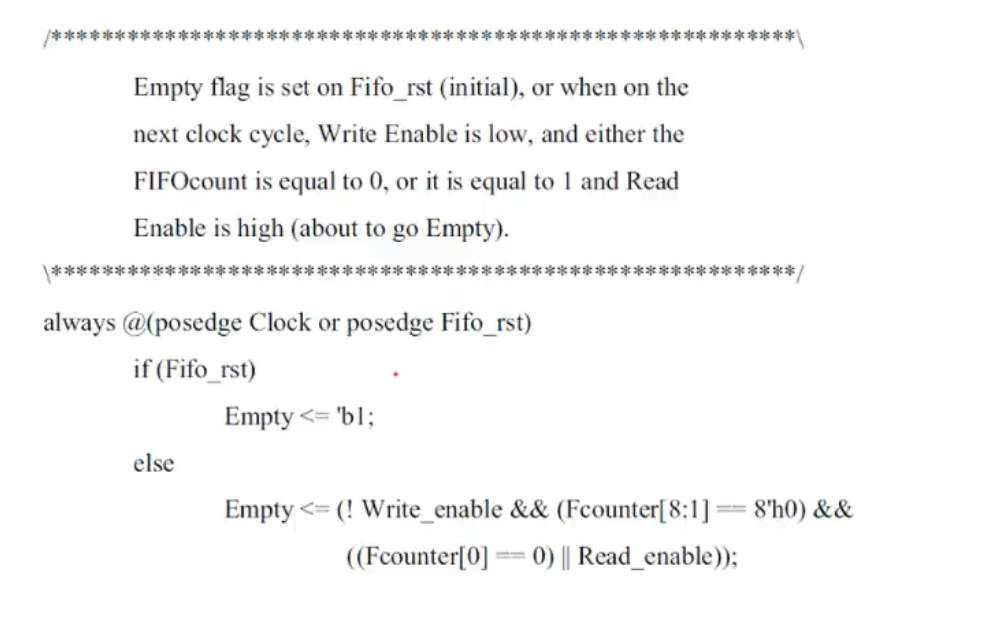 /***********************************************************\
Empty flag is set on Fifo_rst (initial), or when on the
next clock cycle, Write Enable is low, and either the
FIFOcount is equal to 0, or it is equal to 1 and Read
Enable is high (about to go Empty).
\***********************************************************/
always @(posedge Clock or posedge Fifo_rst)
if (Fifo_rst)
Empty <= 'b1;
else
Empty <= (! Write_enable && (Fcounter[8:1] == 8'h0) &&
((Fcounter[0] == 0) || Read_enable));